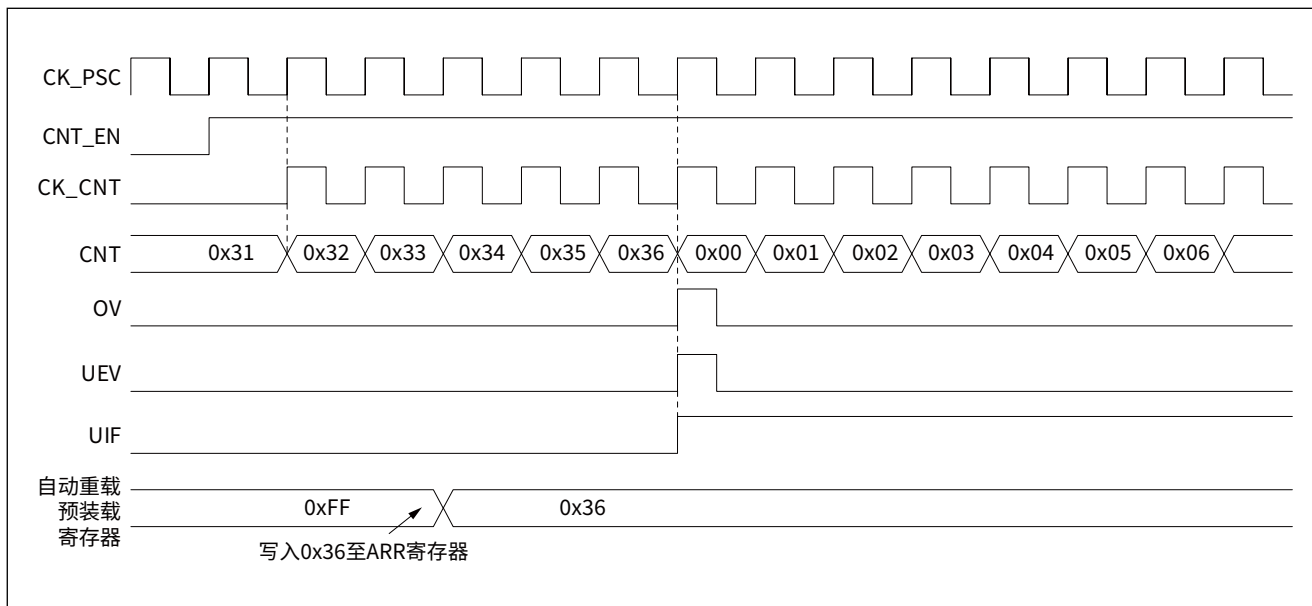 CK_PSC
CNT_EN
CK_CNT
CNT 0x31 0x32 0x33 0x34 0x35 0x36 0x00 0x01 0x02 0x03 0x04 0x05 0x06
OV
UEV
UIF
自动重载
预装载
寄存器
0xFF 0x36
写入0x36至ARR寄存器